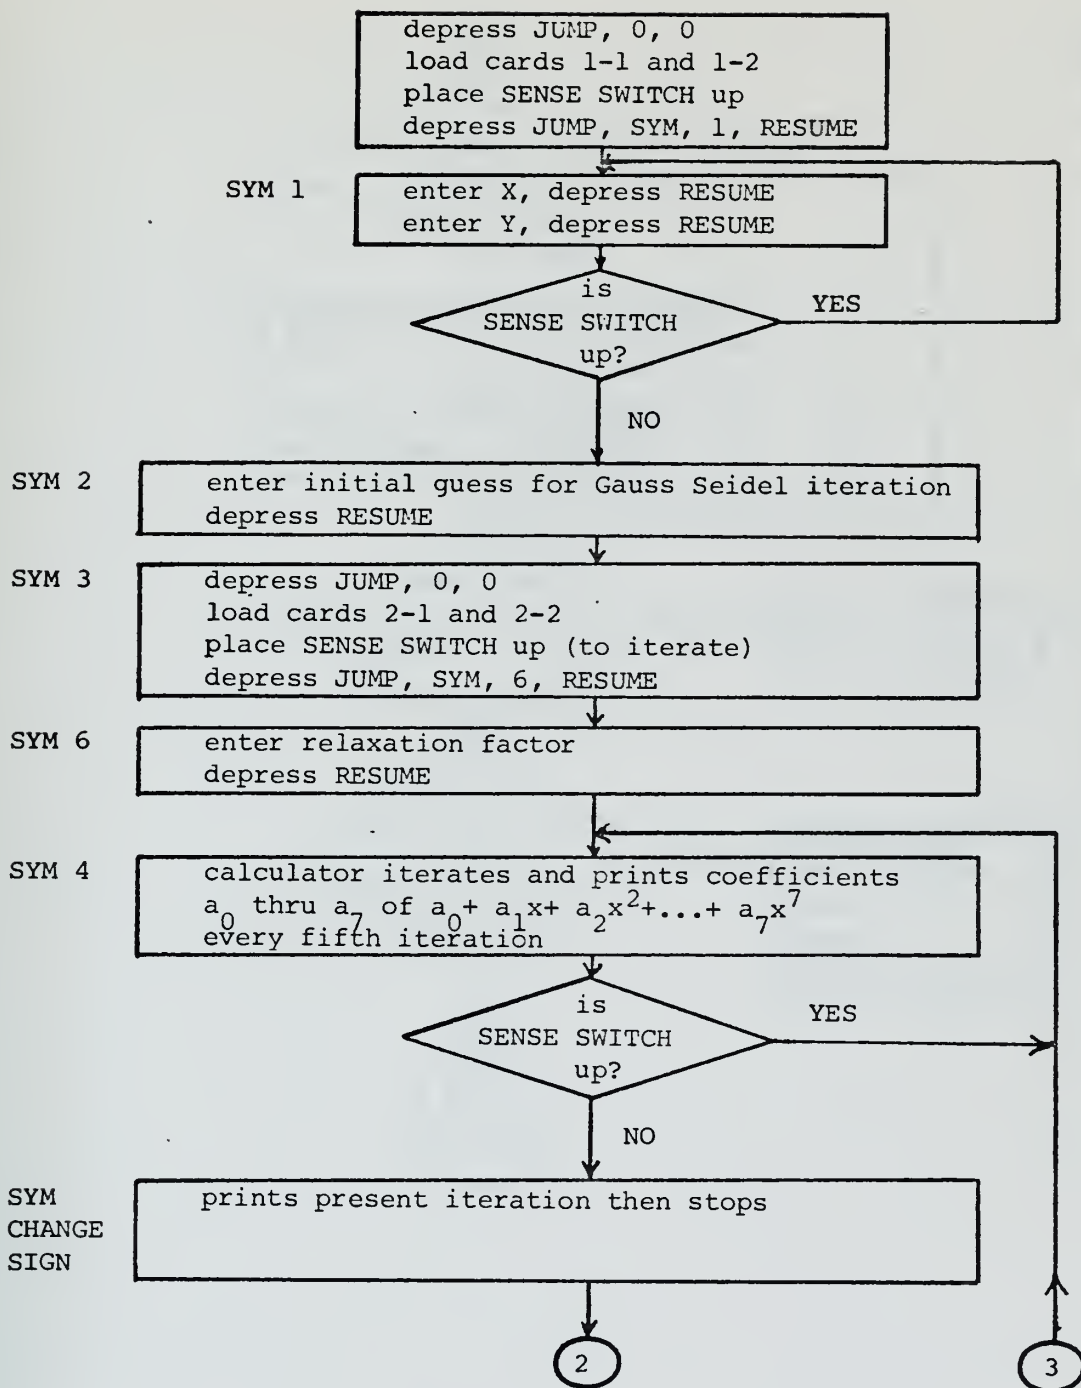 depress JUMP, 0, 0
load cards 1-1 and 1-2
place SENSE SWITCH up
depress JUMP, SYM, 1, RESUME
SYM 1
enter X, depress RESUME
enter Y, depress RESUME
is
SENSE SWITCH
up?
YES
NO
SYM 2
enter initial guess for Gauss Seidel iteration
depress RESUME
SYM 3
depress JUMP, 0, 0
load cards 2-1 and 2-2
place SENSE SWITCH up (to iterate)
depress JUMP, SYM, 6, RESUME
SYM 6
enter relaxation factor
depress RESUME
SYM 4
calculator iterates and prints coefficients
a₀ thru a₇ of a₀+ a₁x+ a₂x²+...+ a₇x⁷
every fifth iteration
is
SENSE SWITCH
up?
YES
NO
SYM
CHANGE
SIGN
prints present iteration then stops
2
3